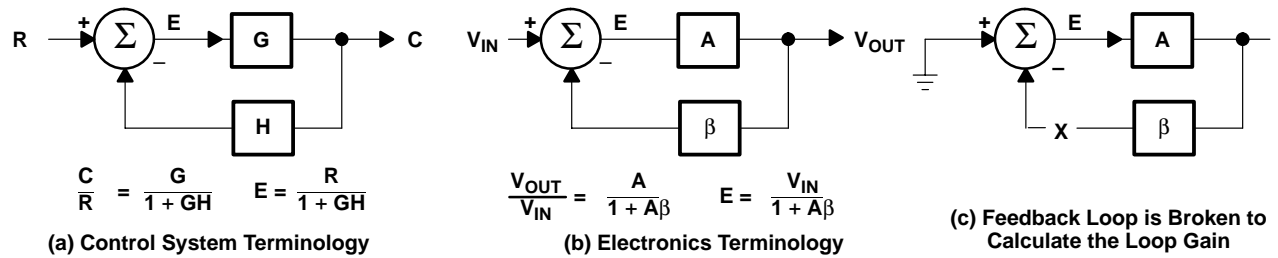 R + Σ − E G C
H
C/R = G/(1 + GH) E = R/(1 + GH)
(a) Control System Terminology
V_IN + Σ − E A V_OUT
β
V_OUT/V_IN = A/(1 + Aβ) E = V_IN/(1 + Aβ)
(b) Electronics Terminology
+ Σ − E A
X β
(c) Feedback Loop is Broken to
Calculate the Loop Gain